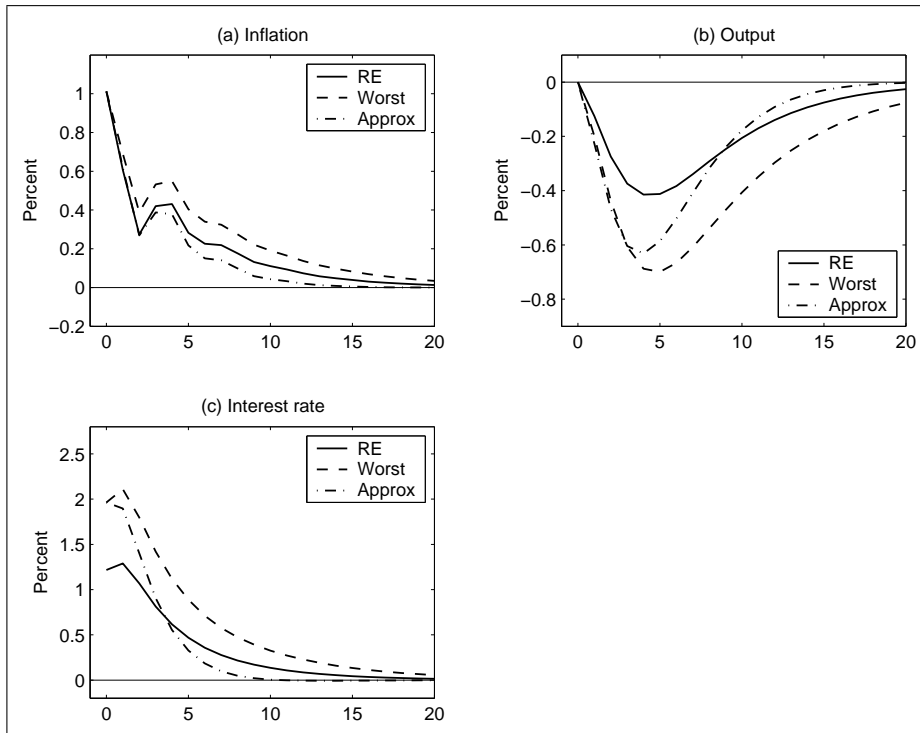 (a) Inflation
Percent
1
0.8
0.6
0.4
0.2
0
−0.2
0 5 10 15 20
RE
Worst
Approx
(b) Output
Percent
0
−0.2
−0.4
−0.6
−0.8
0 5 10 15 20
RE
Worst
Approx
(c) Interest rate
Percent
2.5
2
1.5
1
0.5
0
0 5 10 15 20
RE
Worst
Approx